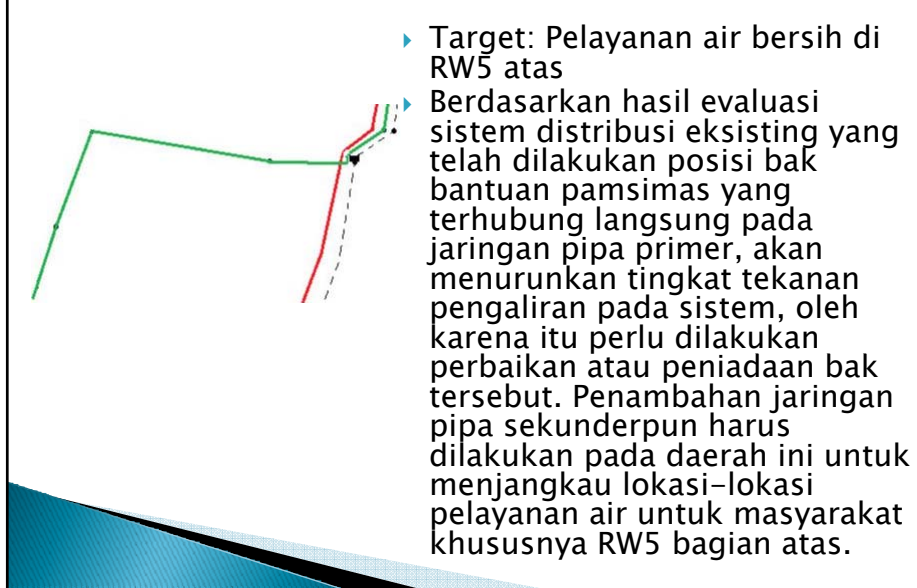 Target: Pelayanan air bersih di
RW5 atas
Berdasarkan hasil evaluasi
sistem distribusi eksisting yang
telah dilakukan posisi bak
bantuan pamsimas yang
terhubung langsung pada
jaringan pipa primer, akan
menurunkan tingkat tekanan
pengaliran pada sistem, oleh
karena itu perlu dilakukan
perbaikan atau peniadaan bak
tersebut. Penambahan jaringan
pipa sekunderpun harus
dilakukan pada daerah ini untuk
menjangkau lokasi-lokasi
pelayanan air untuk masyarakat
khususnya RW5 bagian atas.